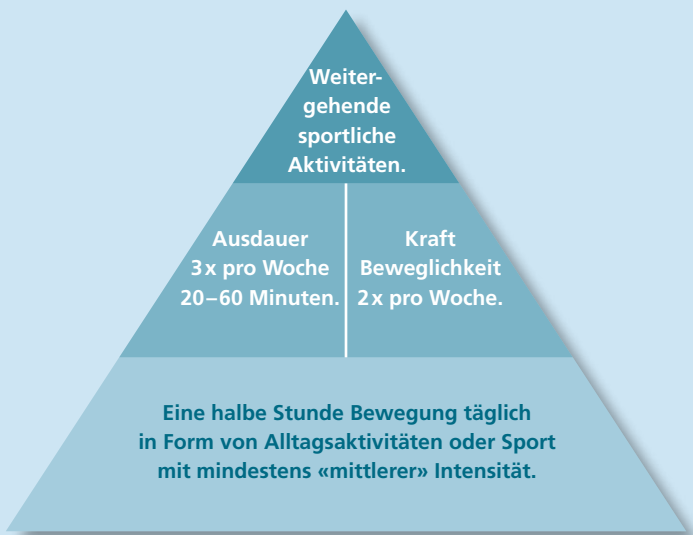 Weiter-
gehende
sportliche
Aktivitäten.
Ausdauer
3x pro Woche
20–60 Minuten.
Kraft
Beweglichkeit
2x pro Woche.
Eine halbe Stunde Bewegung täglich
in Form von Alltagsaktivitäten oder Sport
mit mindestens «mittlerer» Intensität.